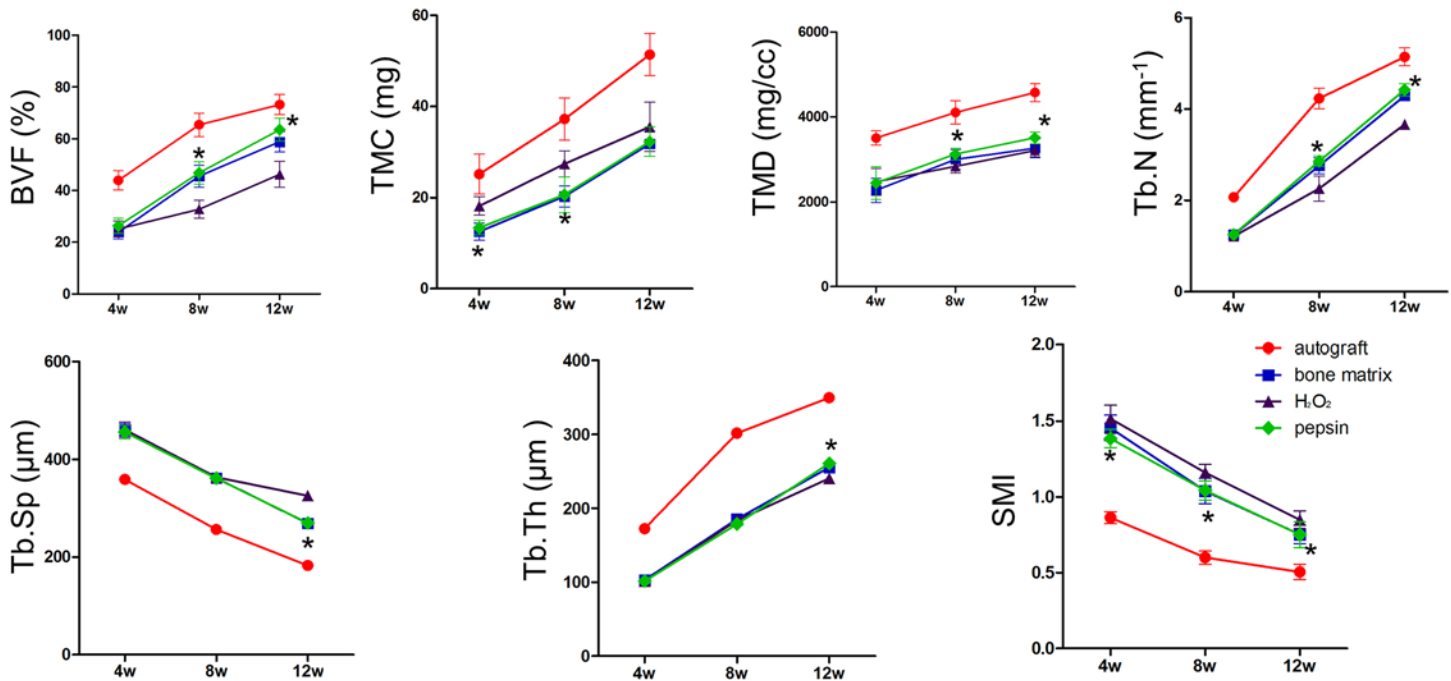 BVF (%)
100
80
60
40
20
0
*
*
4w 8w 12w
TMC (mg)
60
40
20
0
*
*
4w 8w 12w
TMD (mg/cc)
6000
4000
2000
0
*
*
4w 8w 12w
Tb.N (mm⁻¹)
6
4
2
0
*
*
4w 8w 12w
Tb.Sp (μm)
600
400
200
0
*
4w 8w 12w
Tb.Th (μm)
400
300
200
100
0
*
4w 8w 12w
SMI
2.0
1.5
1.0
0.5
0.0
*
*
*
4w 8w 12w
autograft
bone matrix
H₂O₂
pepsin